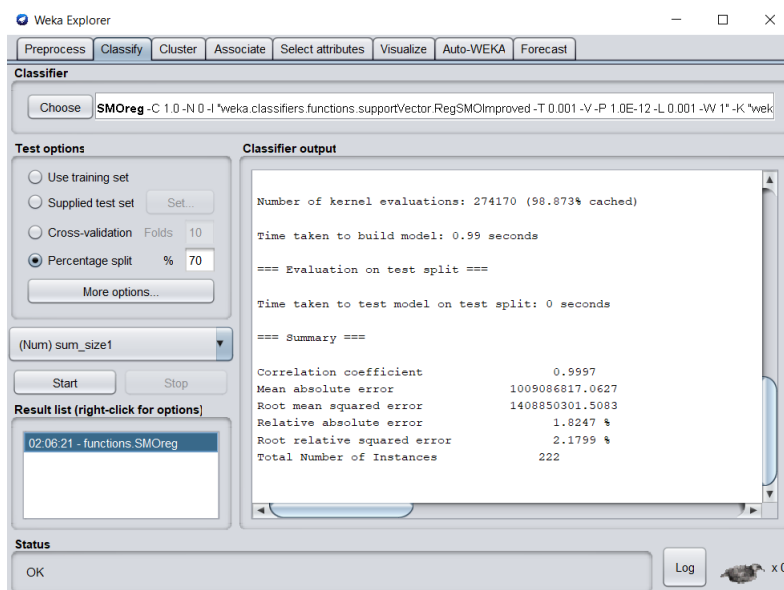 Weka Explorer
Preprocess Classify Cluster Associate Select attributes Visualize Auto-WEKA Forecast
Classifier
Choose SMOreg -C 1.0 -N 0 -I "weka.classifiers.functions.supportVector.RegSMOImproved -T 0.001 -V -P 1.0E-12 -L 0.001 -W 1" -K "wek
Test options
Use training set
Supplied test set Set...
Cross-validation Folds 10
Percentage split % 70
More options...
(Num) sum_size1
Start Stop
Result list (right-click for options)
02:06:21 - functions.SMOreg
Classifier output
Number of kernel evaluations: 274170 (98.873% cached)
Time taken to build model: 0.99 seconds
=== Evaluation on test split ===
Time taken to test model on test split: 0 seconds
=== Summary ===
Correlation coefficient 0.9997
Mean absolute error 1009086817.0627
Root mean squared error 1408850301.5083
Relative absolute error 1.8247 %
Root relative squared error 2.1799 %
Total Number of Instances 222
Status
OK
Log
x 0